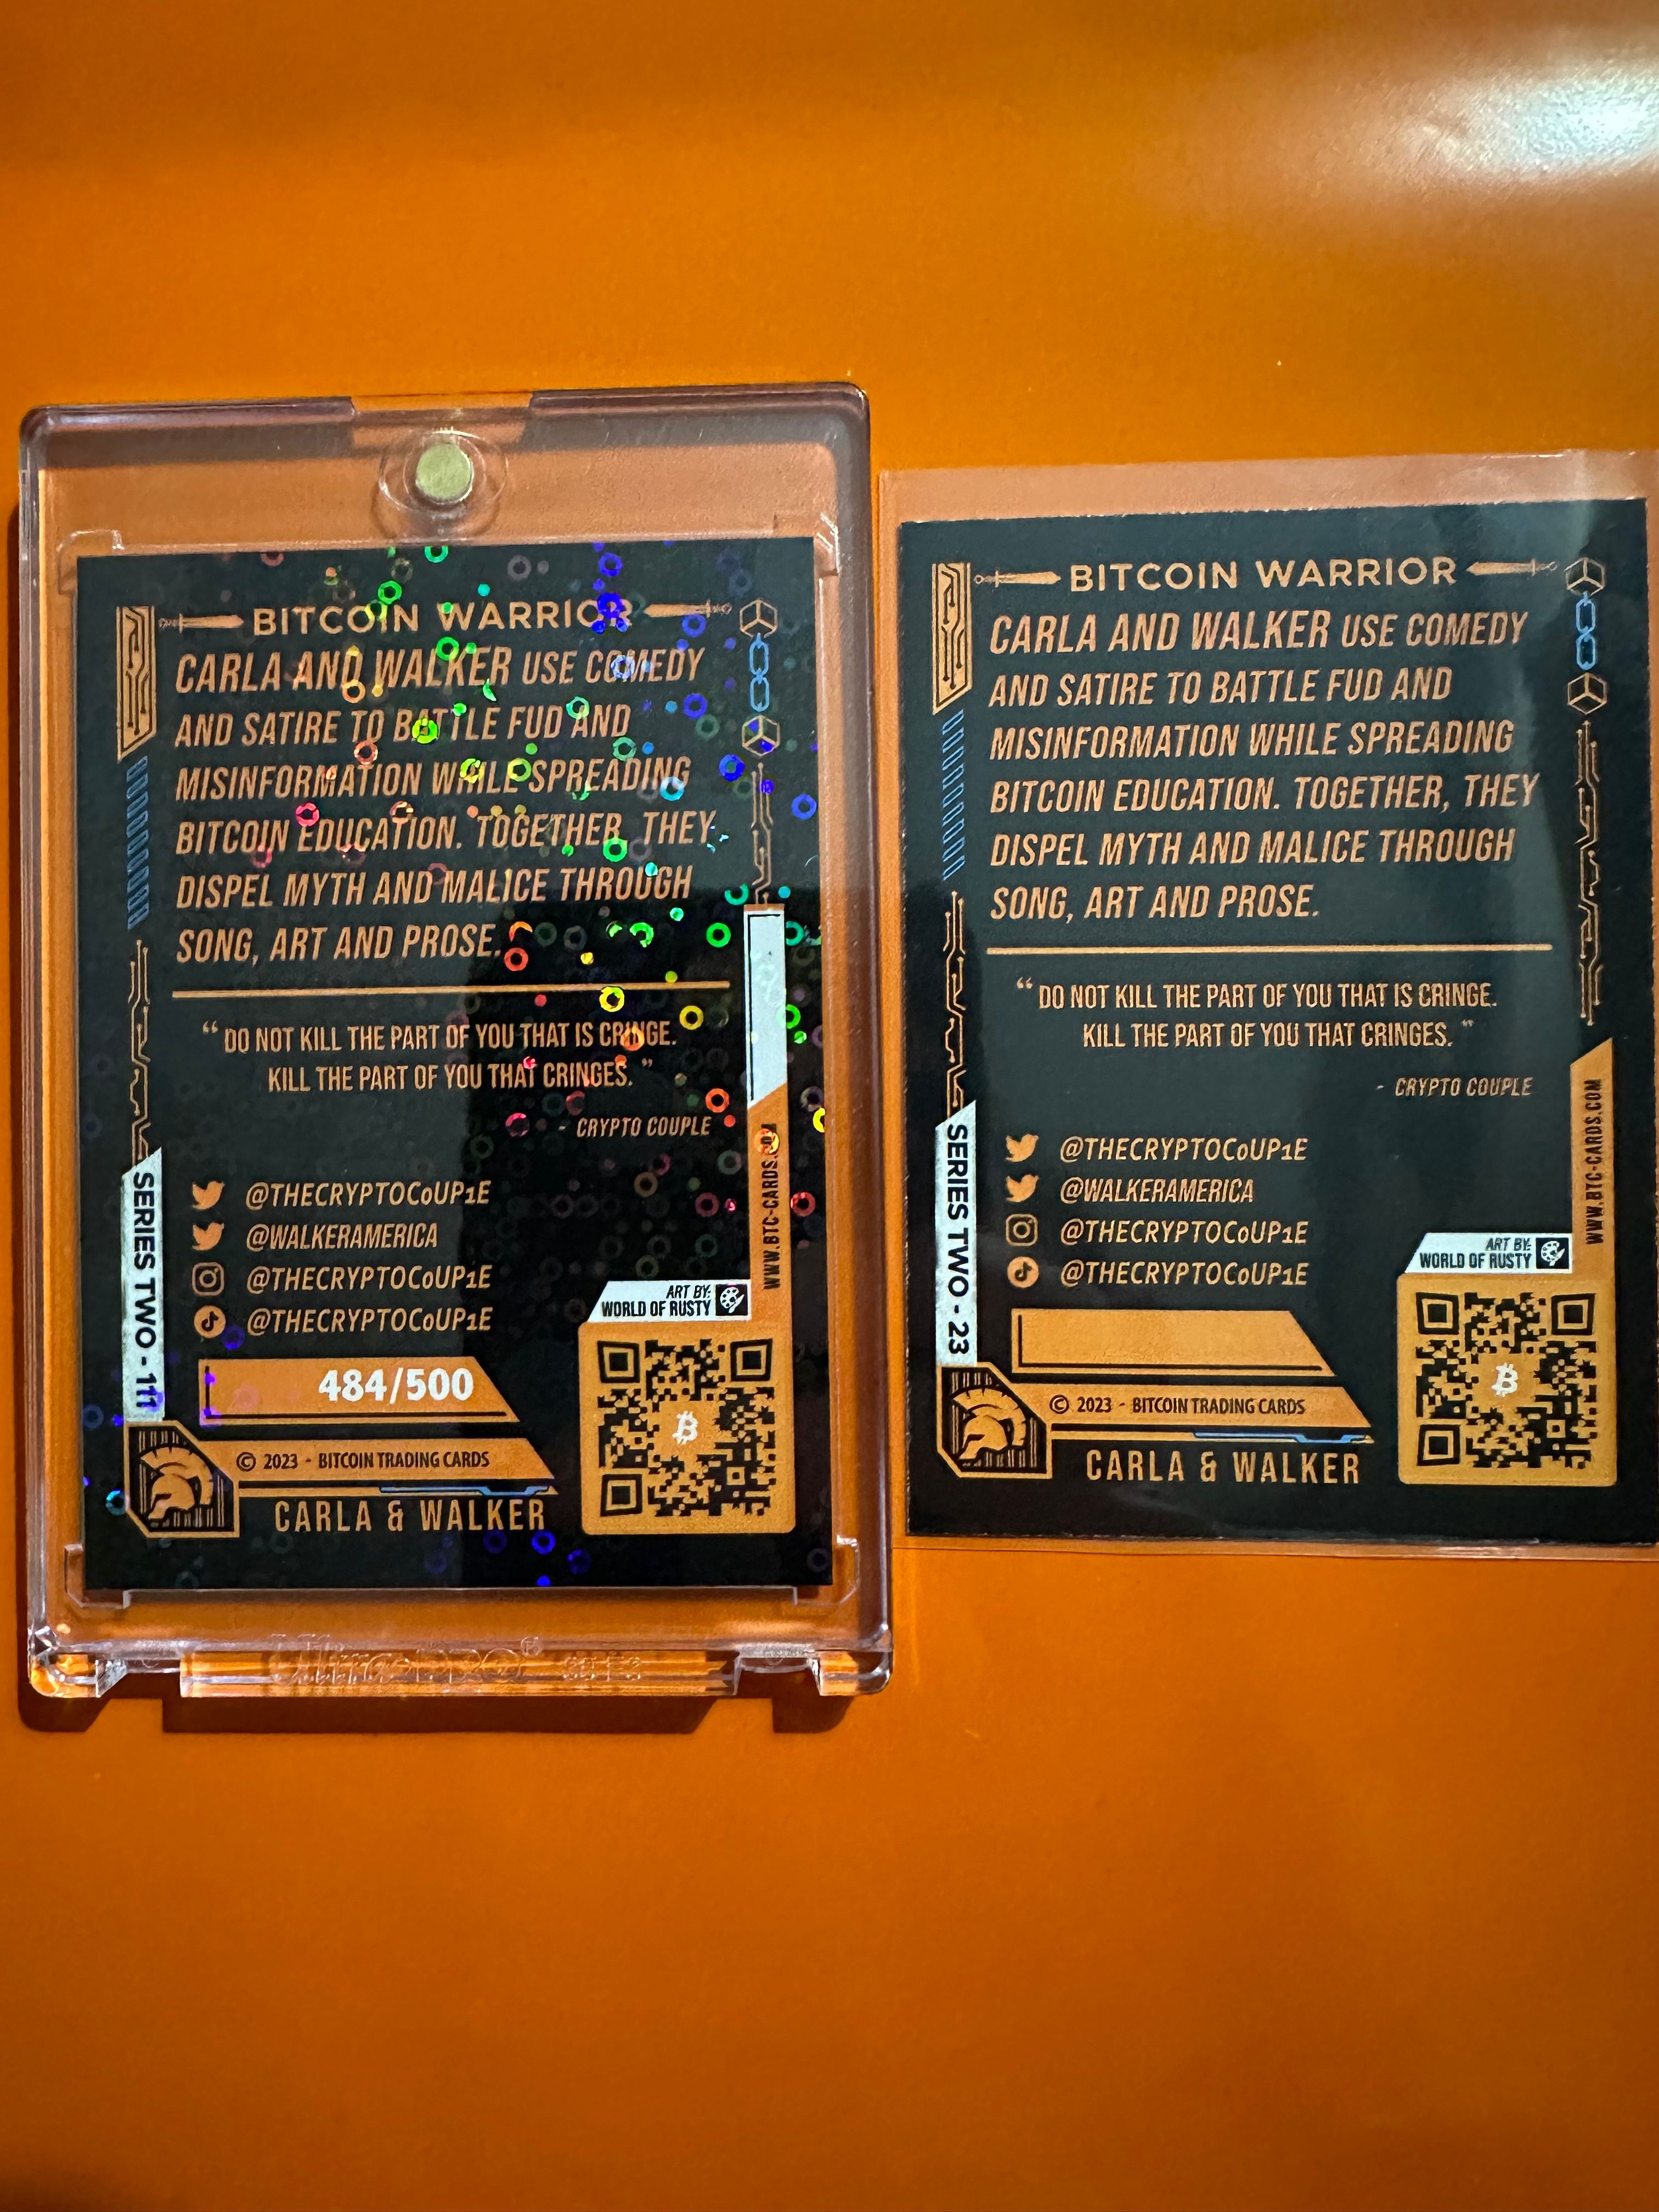 BITCOIN WARRIOR
CARLA AND WALKER USE COMEDY
AND SATIRE TO BATTLE FUD AND
MISINFORMATION WHILE SPREADING
BITCOIN EDUCATION. TOGETHER, THEY
DISPEL MYTH AND MALICE THROUGH
SONG, ART AND PROSE.
“ DO NOT KILL THE PART OF YOU THAT IS CRINGE.
KILL THE PART OF YOU THAT CRINGES. ”
- CRYPTO COUPLE
@THECRYPTOCoUP1E
@WALKERAMERICA
@THECRYPTOCoUP1E
@THECRYPTOCoUP1E
SERIES TWO - 111
WWW.BTC-CARDS.COM
ART BY:
WORLD OF RUSTY
484/500
© 2023 - BITCOIN TRADING CARDS
CARLA & WALKER
BITCOIN WARRIOR
CARLA AND WALKER USE COMEDY
AND SATIRE TO BATTLE FUD AND
MISINFORMATION WHILE SPREADING
BITCOIN EDUCATION. TOGETHER, THEY
DISPEL MYTH AND MALICE THROUGH
SONG, ART AND PROSE.
“ DO NOT KILL THE PART OF YOU THAT IS CRINGE.
KILL THE PART OF YOU THAT CRINGES. ”
- CRYPTO COUPLE
@THECRYPTOCoUP1E
@WALKERAMERICA
@THECRYPTOCoUP1E
@THECRYPTOCoUP1E
SERIES TWO - 23
WWW.BTC-CARDS.COM
ART BY:
WORLD OF RUSTY
© 2023 - BITCOIN TRADING CARDS
CARLA & WALKER